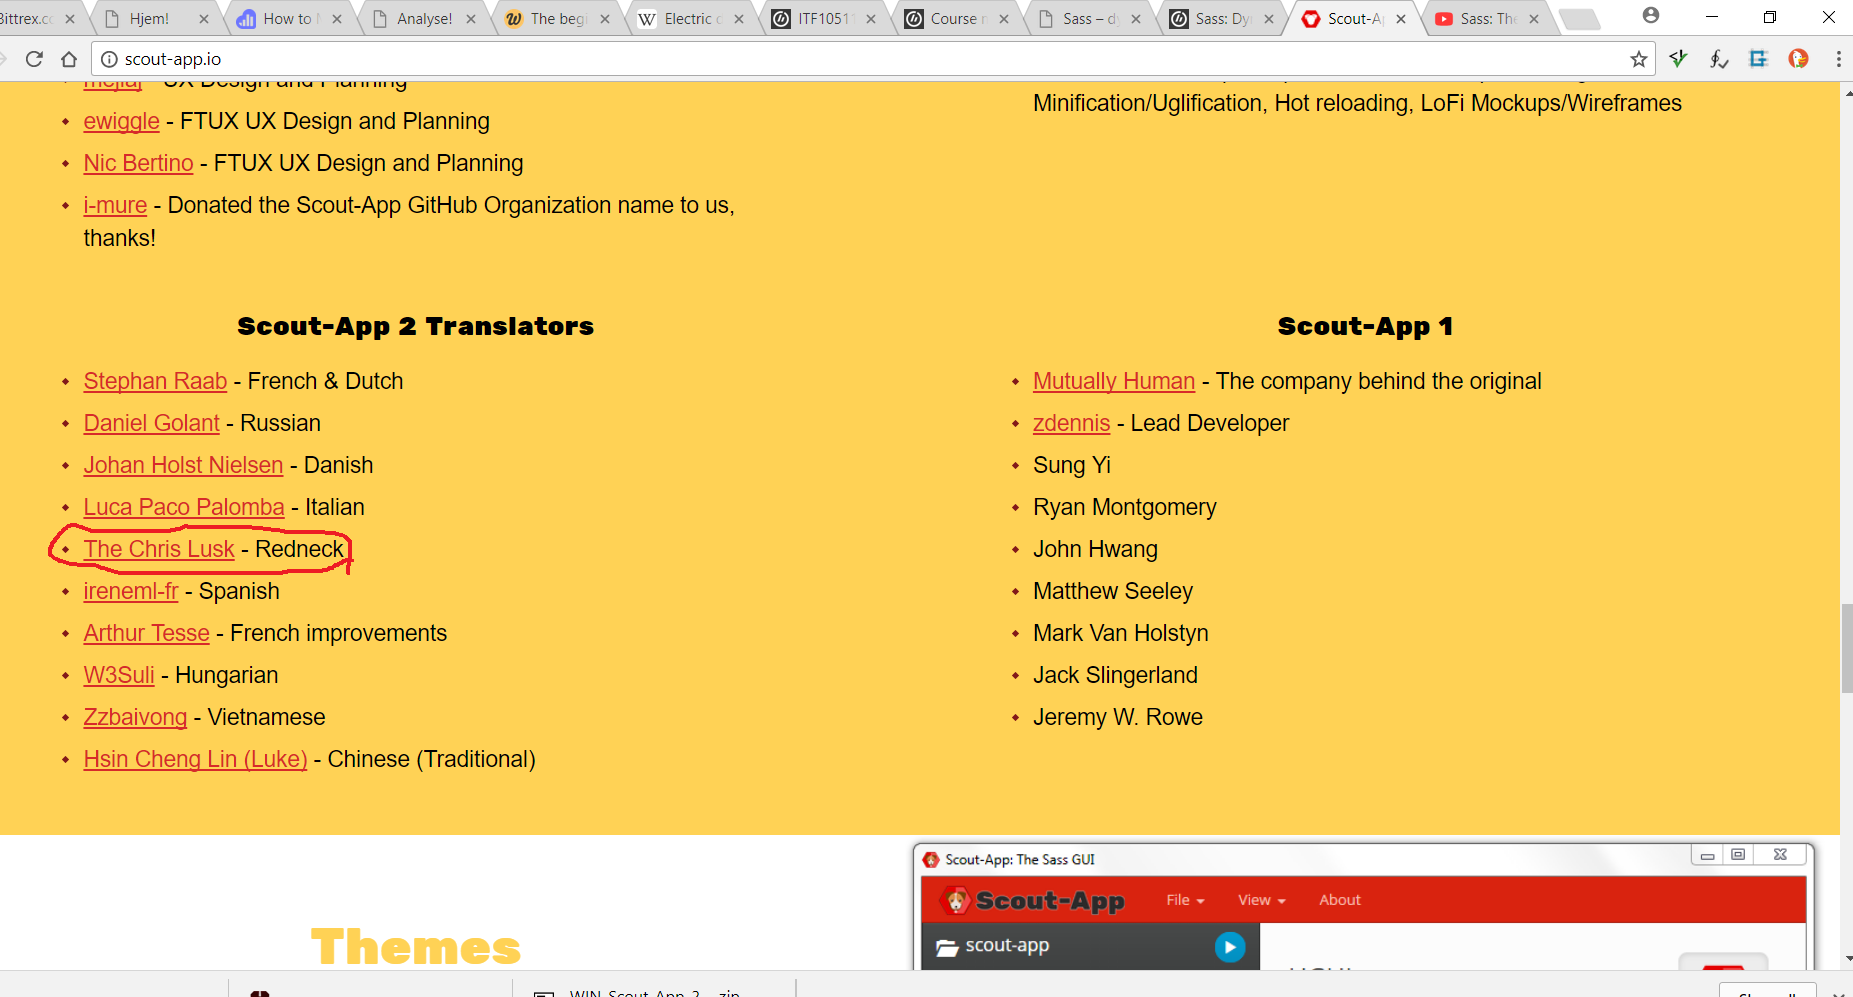 Bittrex.co
Hjem!
How to
Analyse!
The begi
Electric
ITF1051
Course
Sass – d
Sass: Dy
Scout-A
Sass: The
scout-app.io
- UX Design and Planning
Minification/Uglification, Hot reloading, LoFi Mockups/Wireframes
ewiggle - FTUX UX Design and Planning
Nic Bertino - FTUX UX Design and Planning
i-mure - Donated the Scout-App GitHub Organization name to us,
thanks!
Scout-App 2 Translators
Stephan Raab - French & Dutch
Daniel Golant - Russian
Johan Holst Nielsen - Danish
Luca Paco Palomba - Italian
The Chris Lusk - Redneck
ireneml-fr - Spanish
Arthur Tesse - French improvements
W3Suli - Hungarian
Zzbaivong - Vietnamese
Hsin Cheng Lin (Luke) - Chinese (Traditional)
Scout-App 1
Mutually Human - The company behind the original
zdennis - Lead Developer
Sung Yi
Ryan Montgomery
John Hwang
Matthew Seeley
Mark Van Holstyn
Jack Slingerland
Jeremy W. Rowe
Themes
Scout-App: The Sass GUI
Scout-App
File
View
About
scout-app
WIN_Scout-App_2....zip
Show all